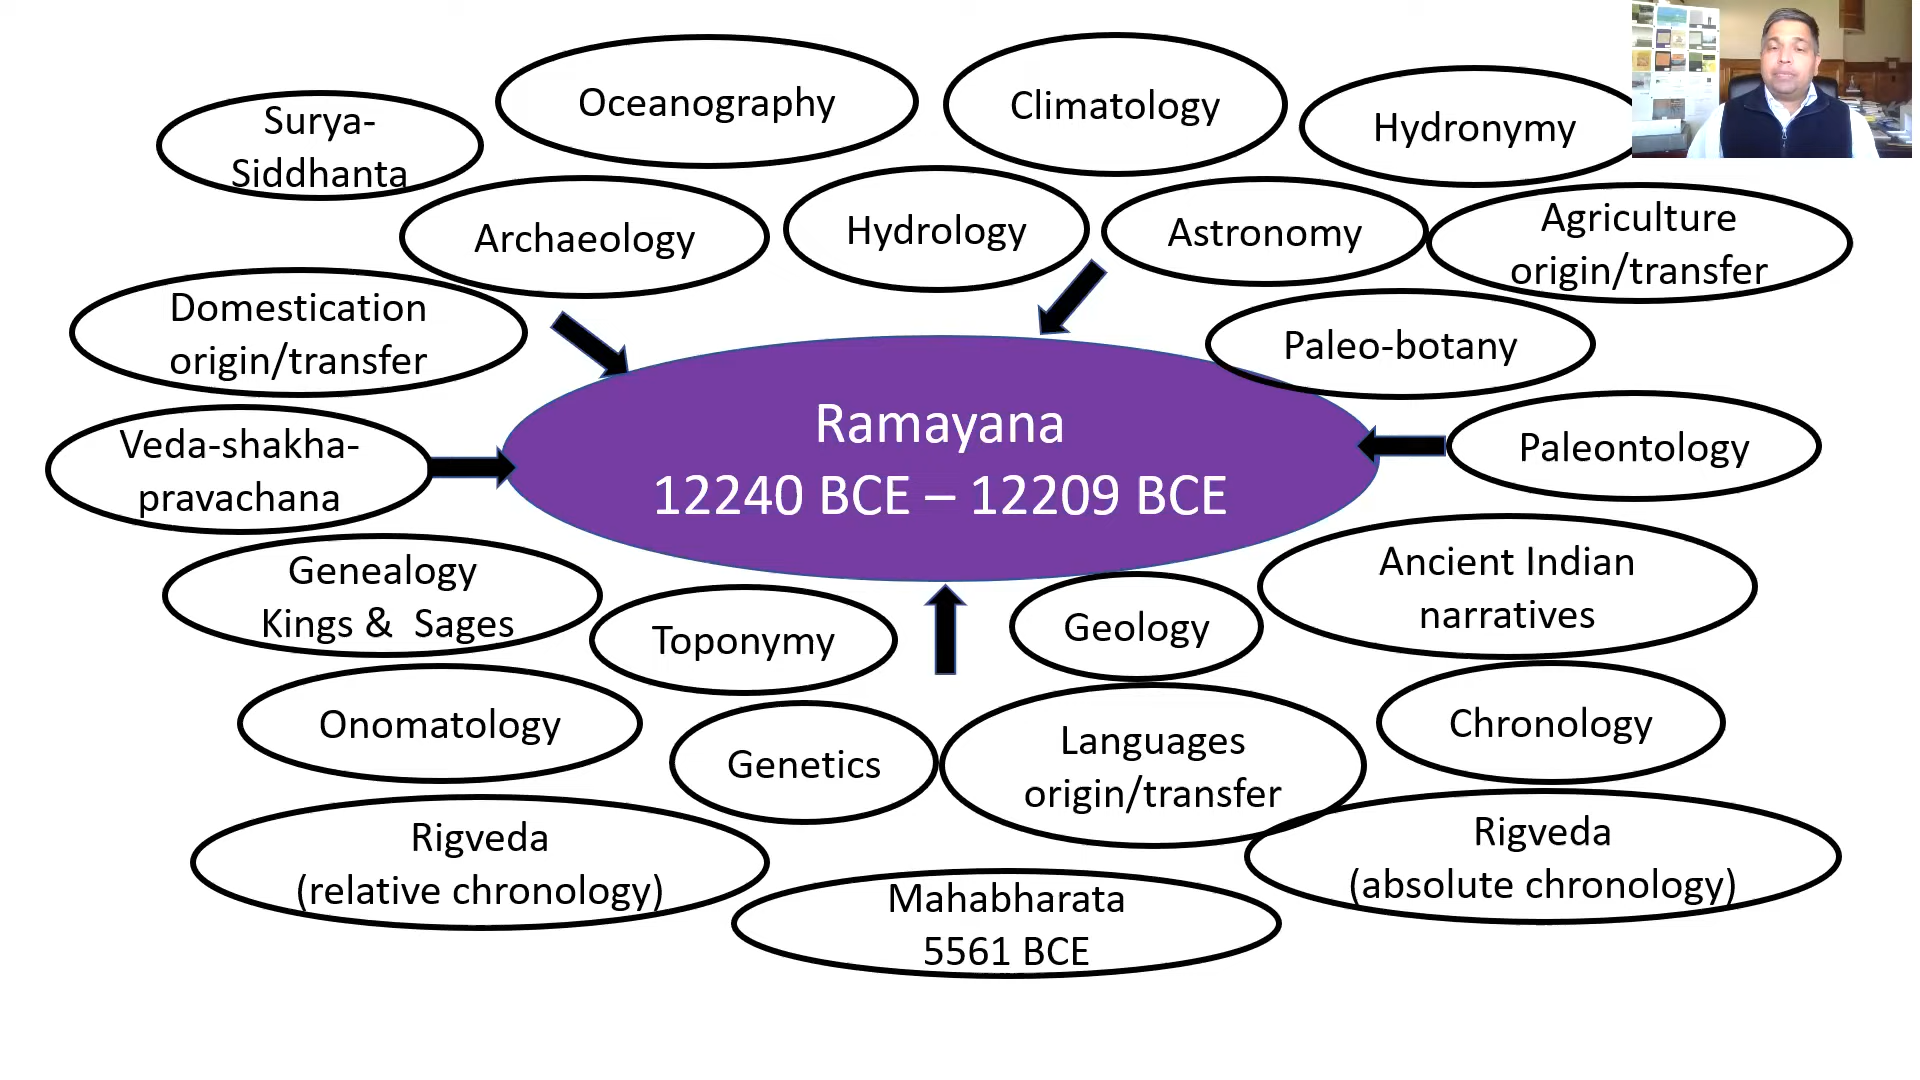 Surya-
Siddhanta
Oceanography
Climatology
Hydronymy
Archaeology
Hydrology
Astronomy
Agriculture
origin/transfer
Domestication
origin/transfer
Paleo-botany
Ramayana
12240 BCE – 12209 BCE
Veda-shakha-
pravachana
Paleontology
Genealogy
Kings &  Sages
Toponymy
Geology
Ancient Indian
narratives
Onomatology
Genetics
Languages
origin/transfer
Chronology
Rigveda
(relative chronology)
Mahabharata
5561 BCE
Rigveda
(absolute chronology)